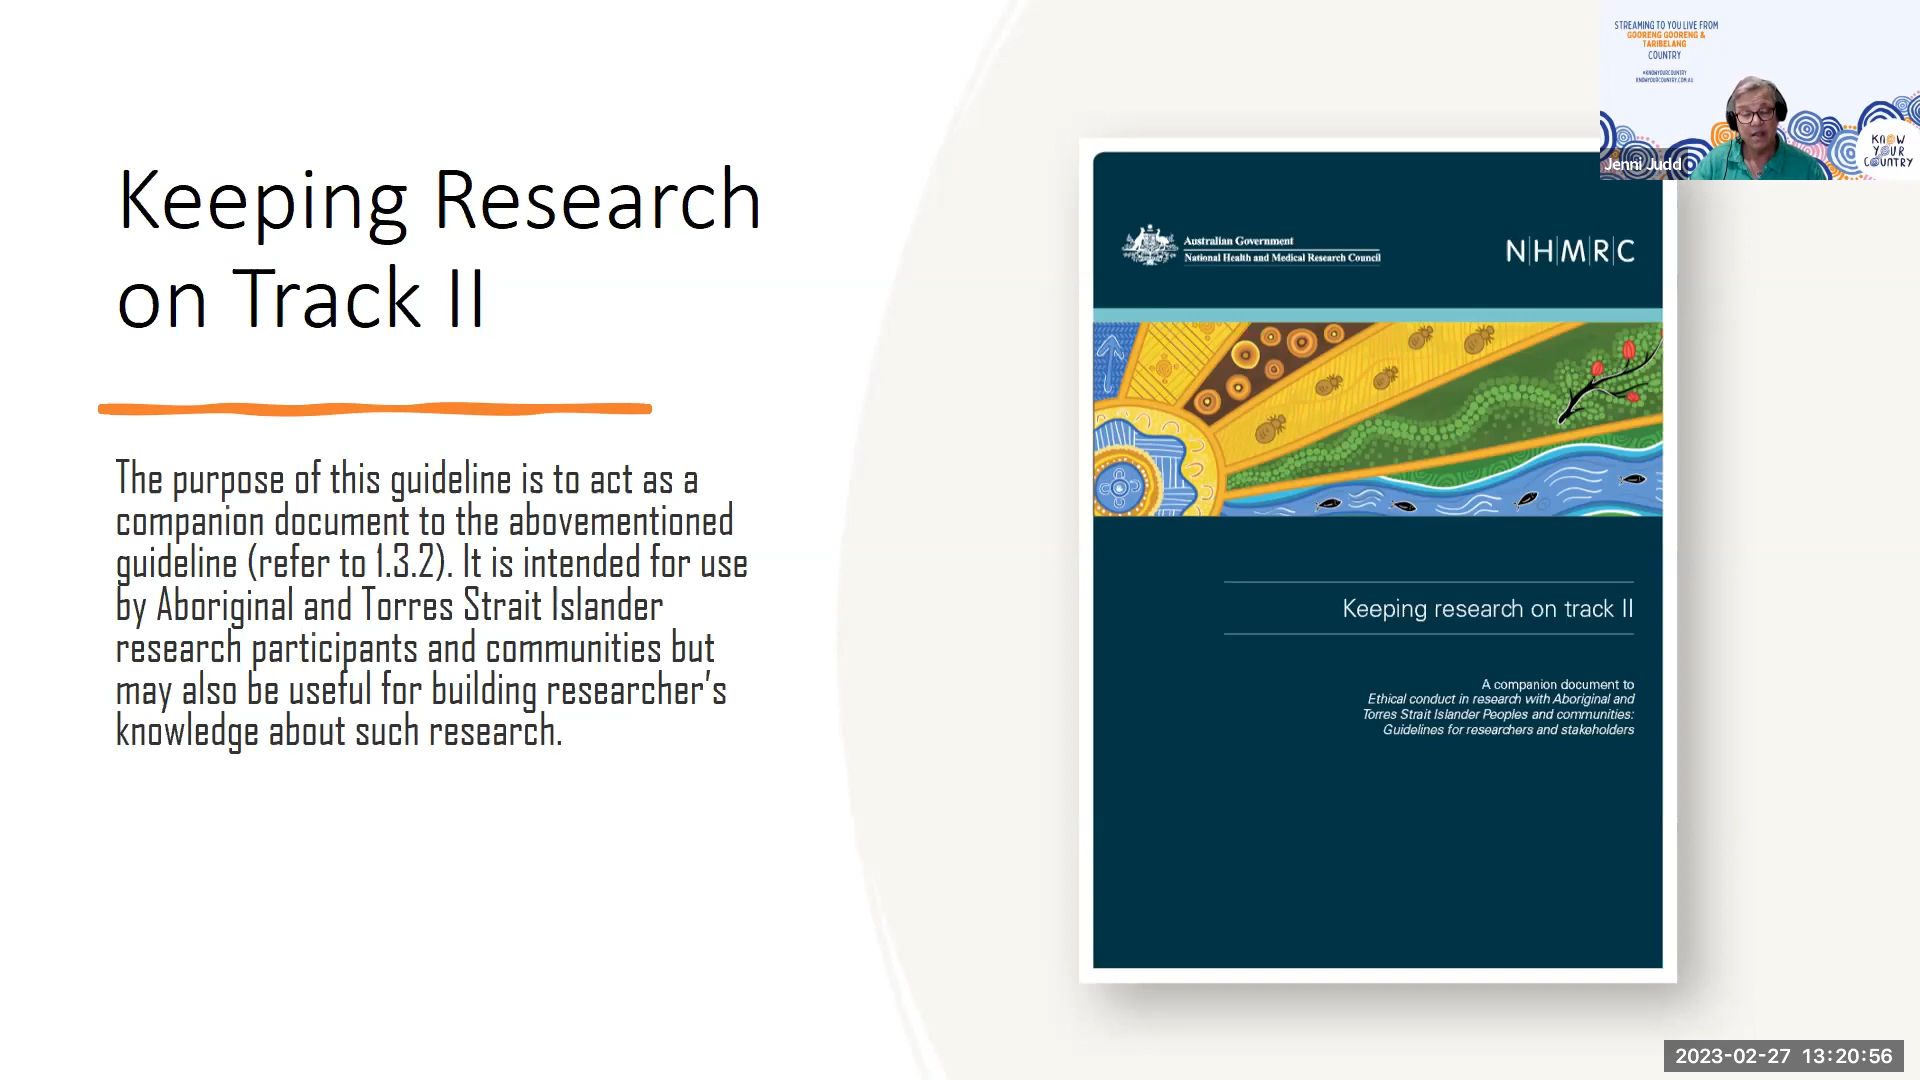 Keeping Research
on Track II
The purpose of this guideline is to act as a
companion document to the abovementioned
guideline (refer to 1.3.2). It is intended for use
by Aboriginal and Torres Strait Islander
research participants and communities but
may also be useful for building researcher's
knowledge about such research.
Australian Government
National Health and Medical Research Council
N|H|M|R|C
Keeping research on track II
A companion document to
Ethical conduct in research with Aboriginal and
Torres Strait Islander Peoples and communities:
Guidelines for researchers and stakeholders
STREAMING TO YOU LIVE FROM
GOORENG GOORENG &
TARIBELANG
COUNTRY
#KNOWYOURCOUNTRY
KNOWYOURCOUNTRY.COM.AU
KNOW
YOUR
COUNTRY
Jenni Judd
2023-02-27 13:20:56